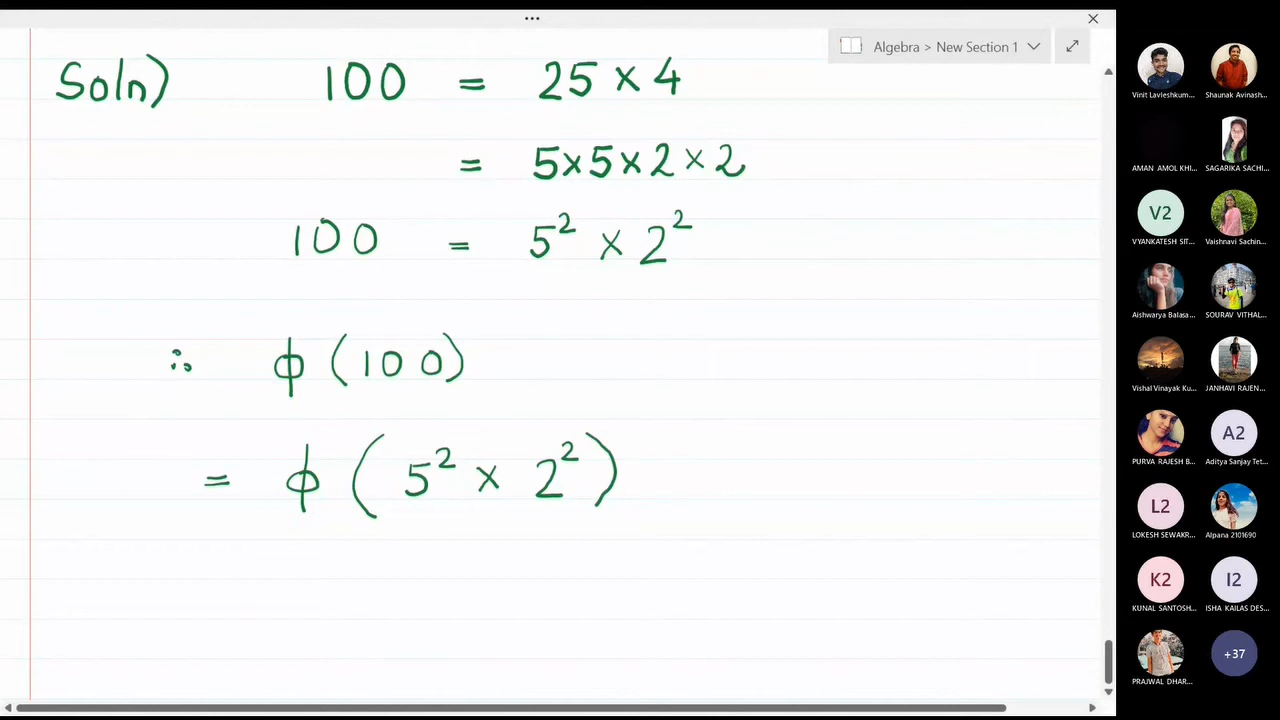 ...
Algebra > New Section 1
Soln) 100 = 25 × 4
= 5×5×2×2
100 = 5² × 2²
∴ ϕ (100)
= ϕ ( 5² × 2² )
Vinit Lavleshkum...
Shaunak Avinash...
AMAN AMOL KHI...
SAGARIKA SACHI...
V2
VYANKATESH SIT...
Vaishnavi Sachin...
Aishwarya Balasa...
SOURAV VITHAL...
Vishal Vinayak Ku...
JANHAVI RAJEN...
PURVA RAJESH B...
A2
Aditya Sanjay Tet...
L2
LOKESH SEWAKR...
Alpana 2101690
K2
KUNAL SANTOSH...
I2
ISHA KAILAS DES...
PRAJWAL DHAR...
+37